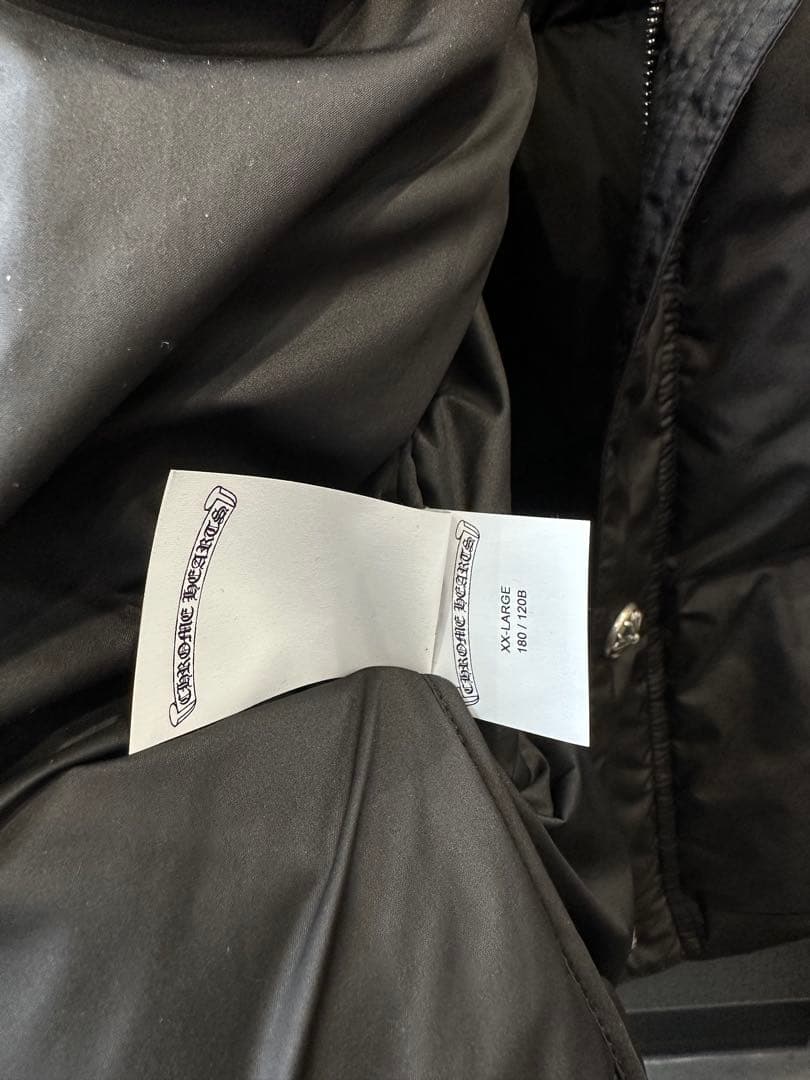 CHROME HEARTS
CHROME HEARTS
XX-LARGE
180 / 120B